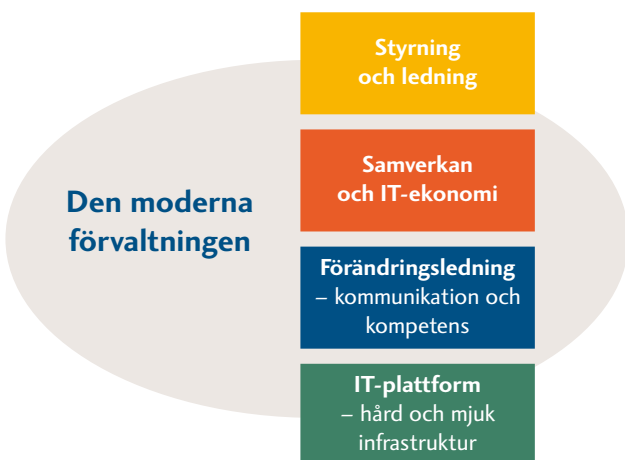 Styrning
och ledning
Samverkan
och IT-ekonomi
Den moderna
förvaltningen
Förändringsledning
– kommunikation och
kompetens
IT-plattform
– hård och mjuk
infrastruktur